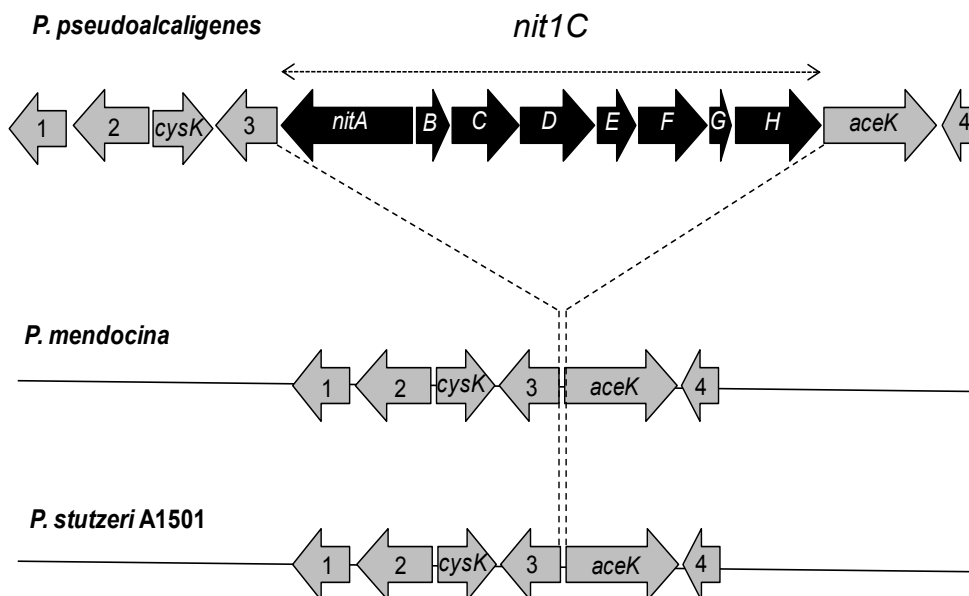 P. pseudoalcaligenes
nit1C
1 2 cysK 3 nitA B C D E F G H aceK 4
P. mendocina
1 2 cysK 3 aceK 4
P. stutzeri A1501
1 2 cysK 3 aceK 4